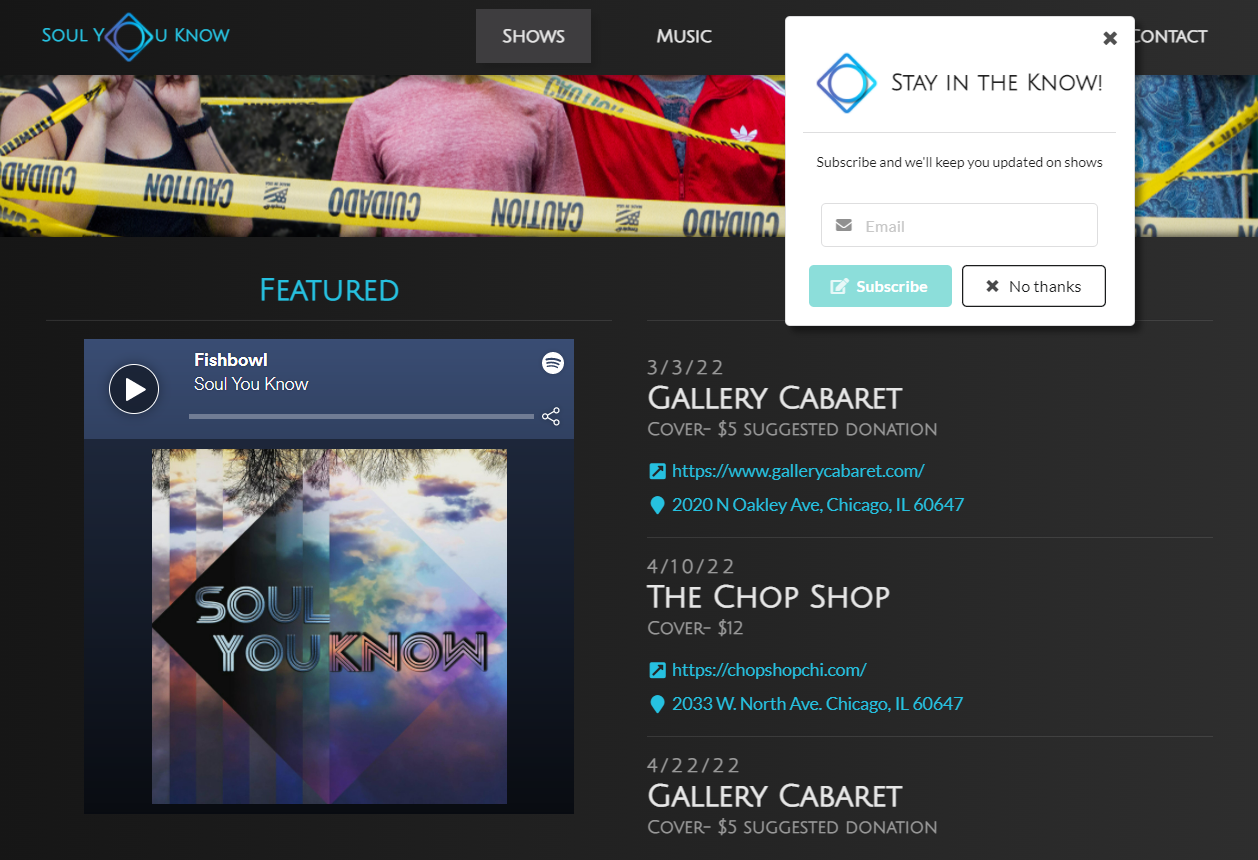 Soul You Know
Shows
Music
Contact
Stay in the Know!
Subscribe and we'll keep you updated on shows
Email
Subscribe
No thanks
CAUTION
CUIDADO
CAUTION
CUIDADO
CAUTION
CUIDADO
Featured
Fishbowl
Soul You Know
SOUL
YOU KNOW
3/3/22
Gallery Cabaret
Cover- $5 suggested donation
https://www.gallerycabaret.com/
2020 N Oakley Ave, Chicago, IL 60647
4/10/22
The Chop Shop
Cover- $12
https://chopshopchi.com/
2033 W. North Ave. Chicago, IL 60647
4/22/22
Gallery Cabaret
Cover- $5 suggested donation